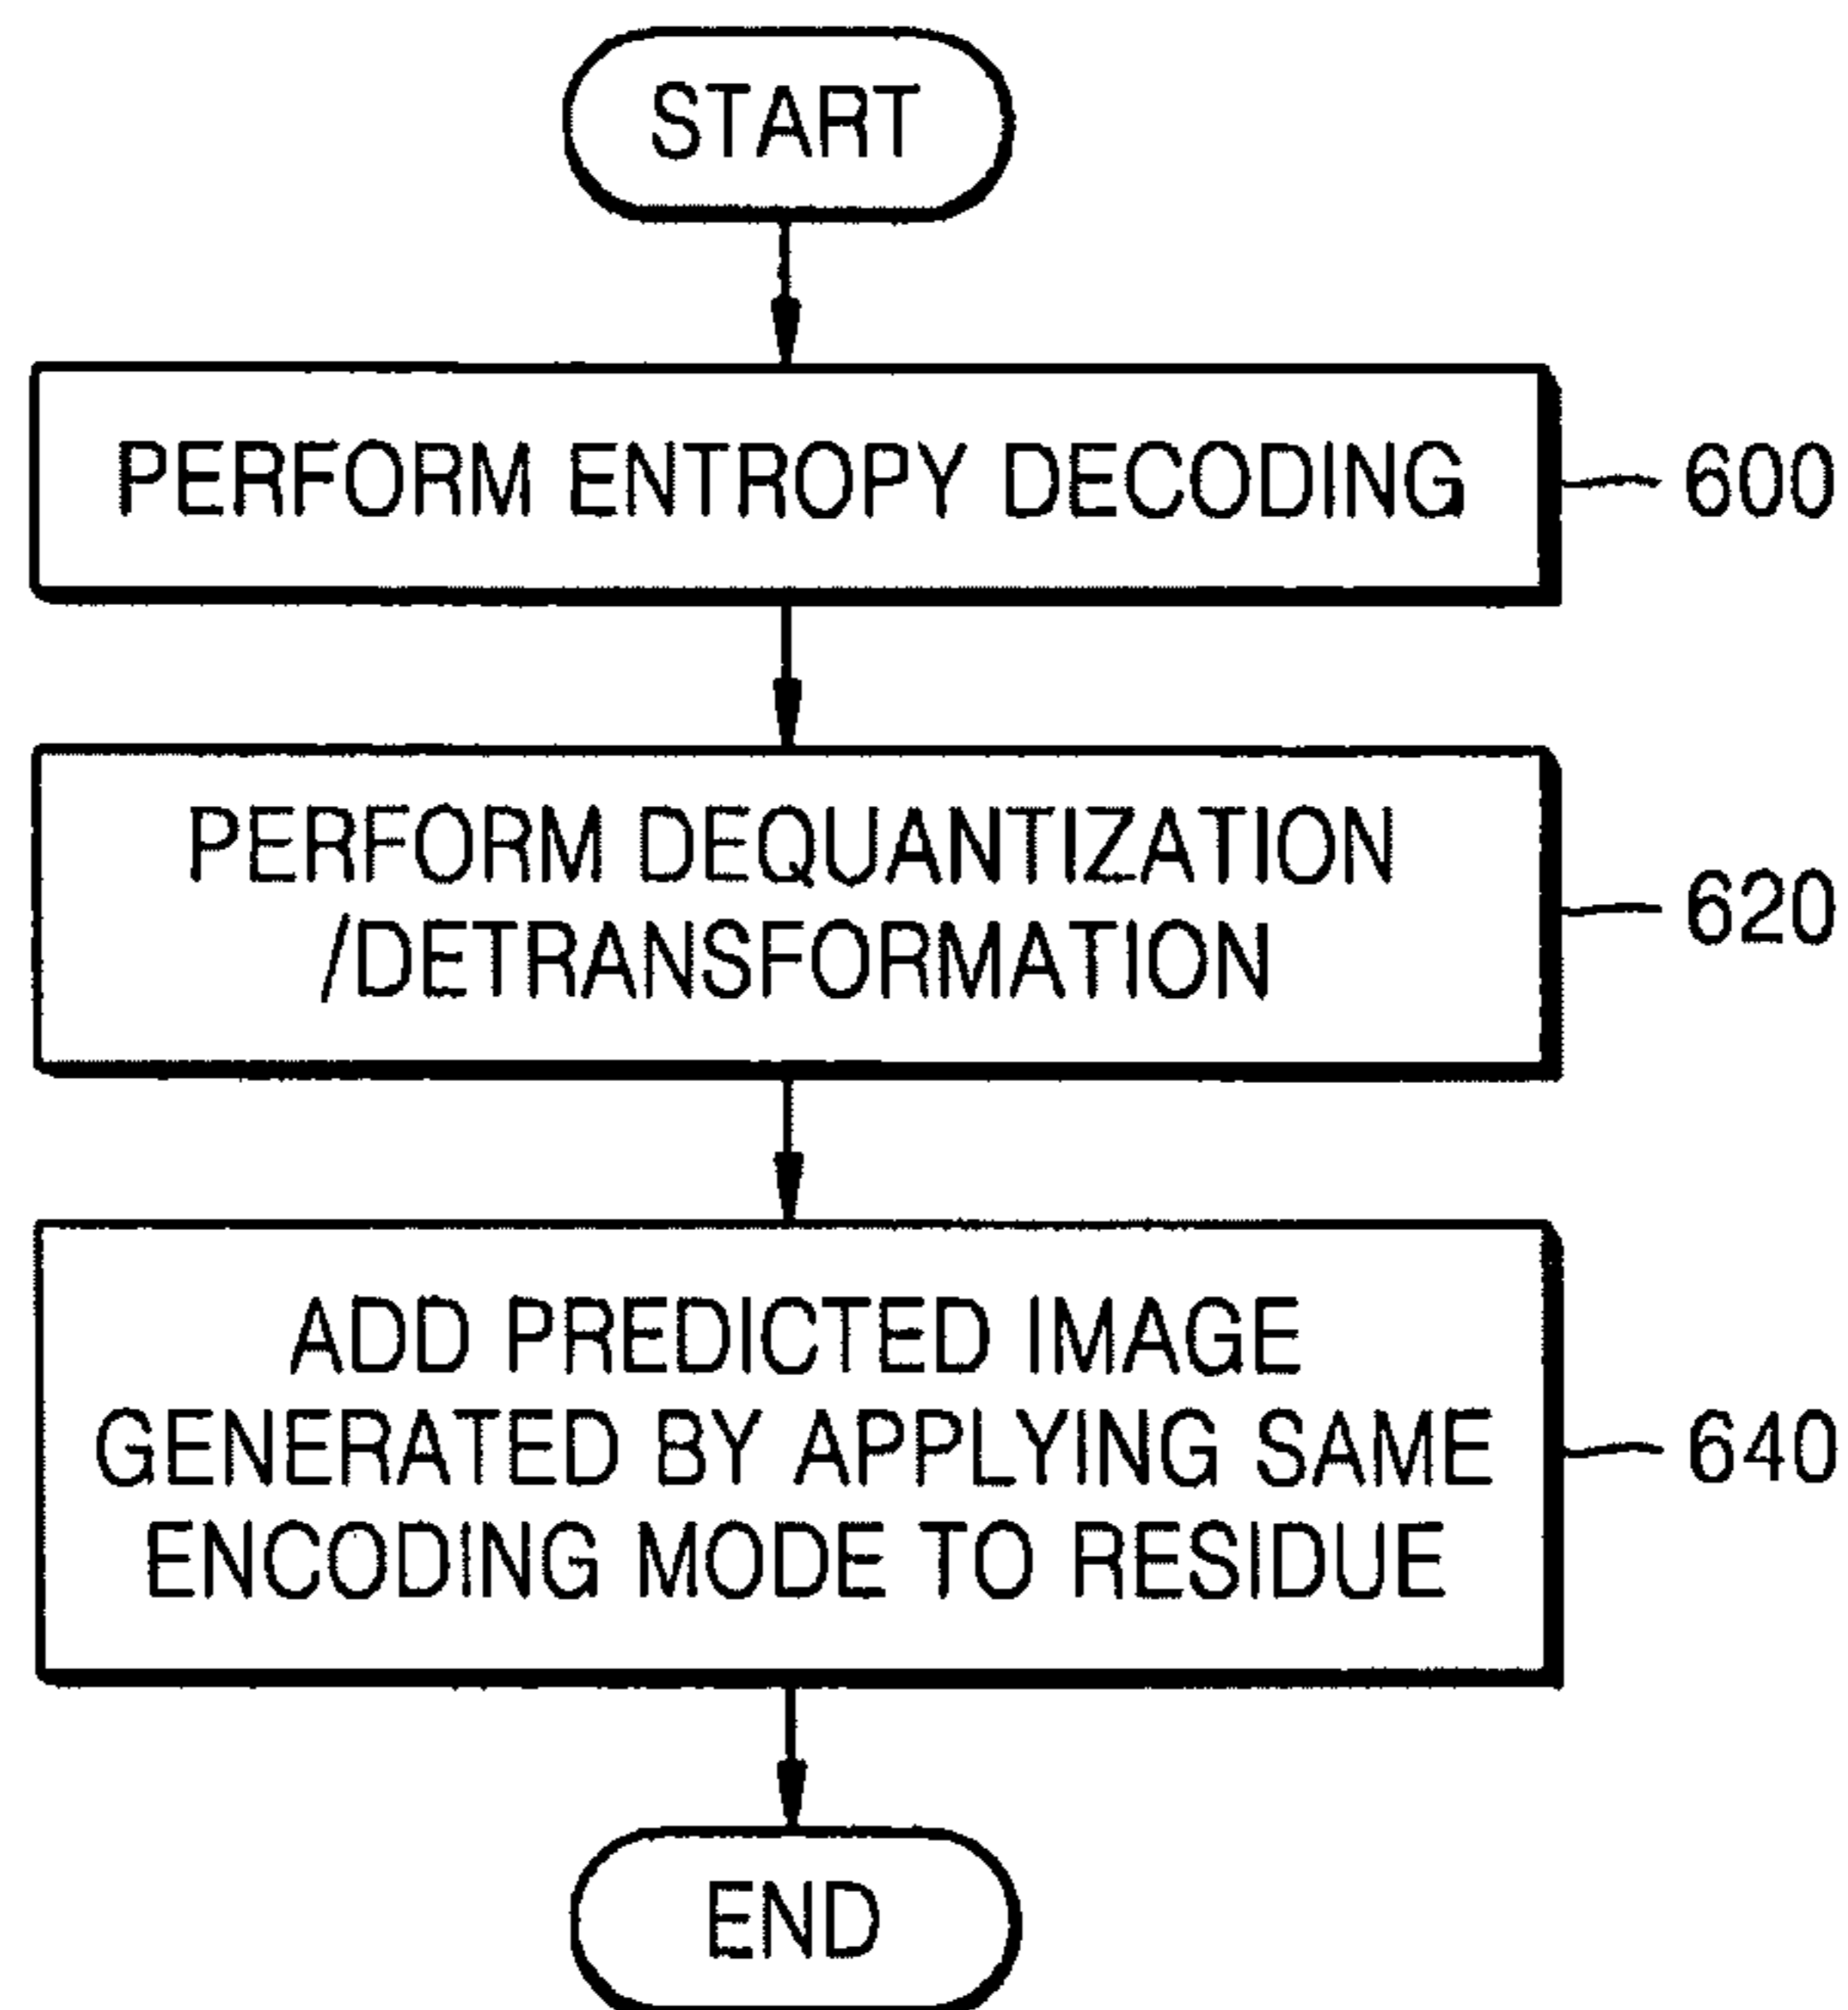 START
PERFORM ENTROPY DECODING
600
PERFORM DEQUANTIZATION
/DETRANSFORMATION
620
ADD PREDICTED IMAGE
GENERATED BY APPLYING SAME
ENCODING MODE TO RESIDUE
640
END